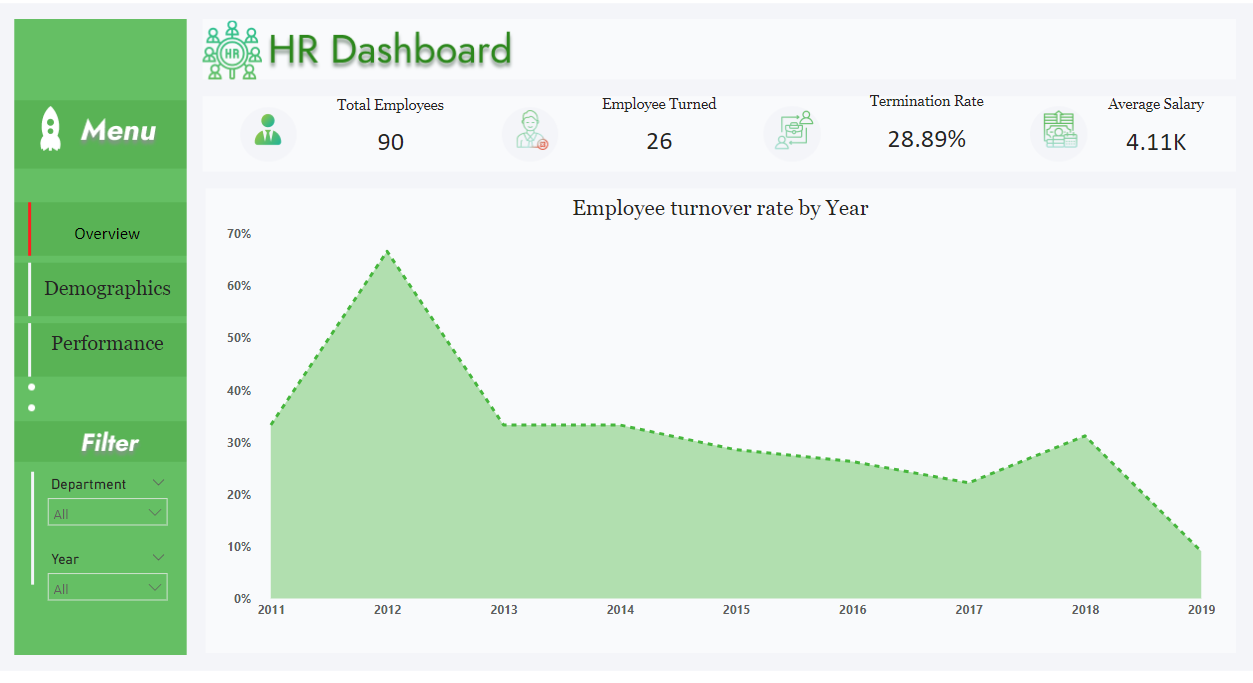 HR
HR Dashboard
Menu
Overview
Demographics
Performance
Filter
Department
All
Year
All
Total Employees
90
Employee Turned
26
Termination Rate
28.89%
Average Salary
4.11K
Employee turnover rate by Year
70%
60%
50%
40%
30%
20%
10%
0%
2011 2012 2013 2014 2015 2016 2017 2018 2019